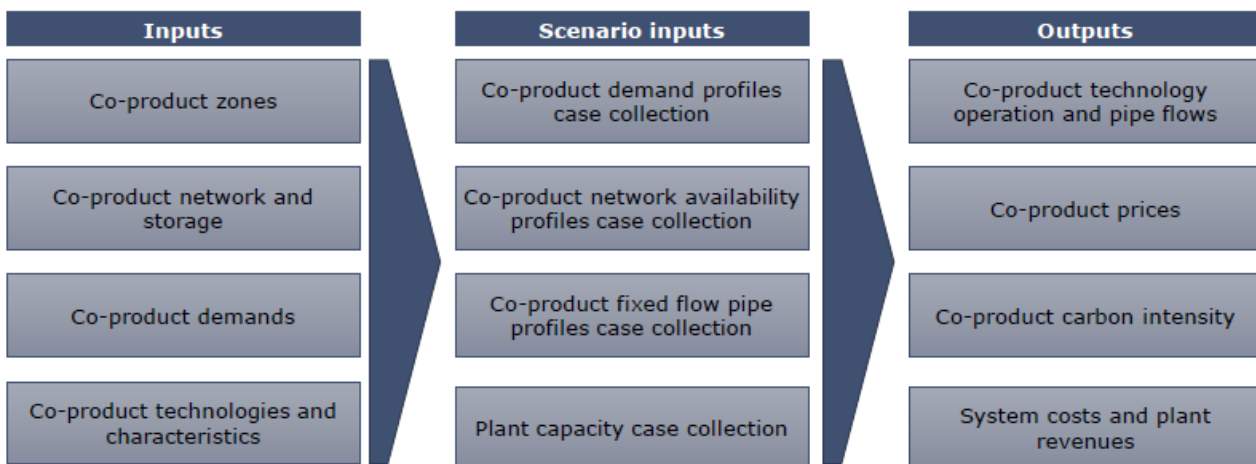 Inputs
Co-product zones
Co-product network and
storage
Co-product demands
Co-product technologies and
characteristics
Scenario inputs
Co-product demand profiles
case collection
Co-product network availability
profiles case collection
Co-product fixed flow pipe
profiles case collection
Plant capacity case collection
Outputs
Co-product technology
operation and pipe flows
Co-product prices
Co-product carbon intensity
System costs and plant
revenues